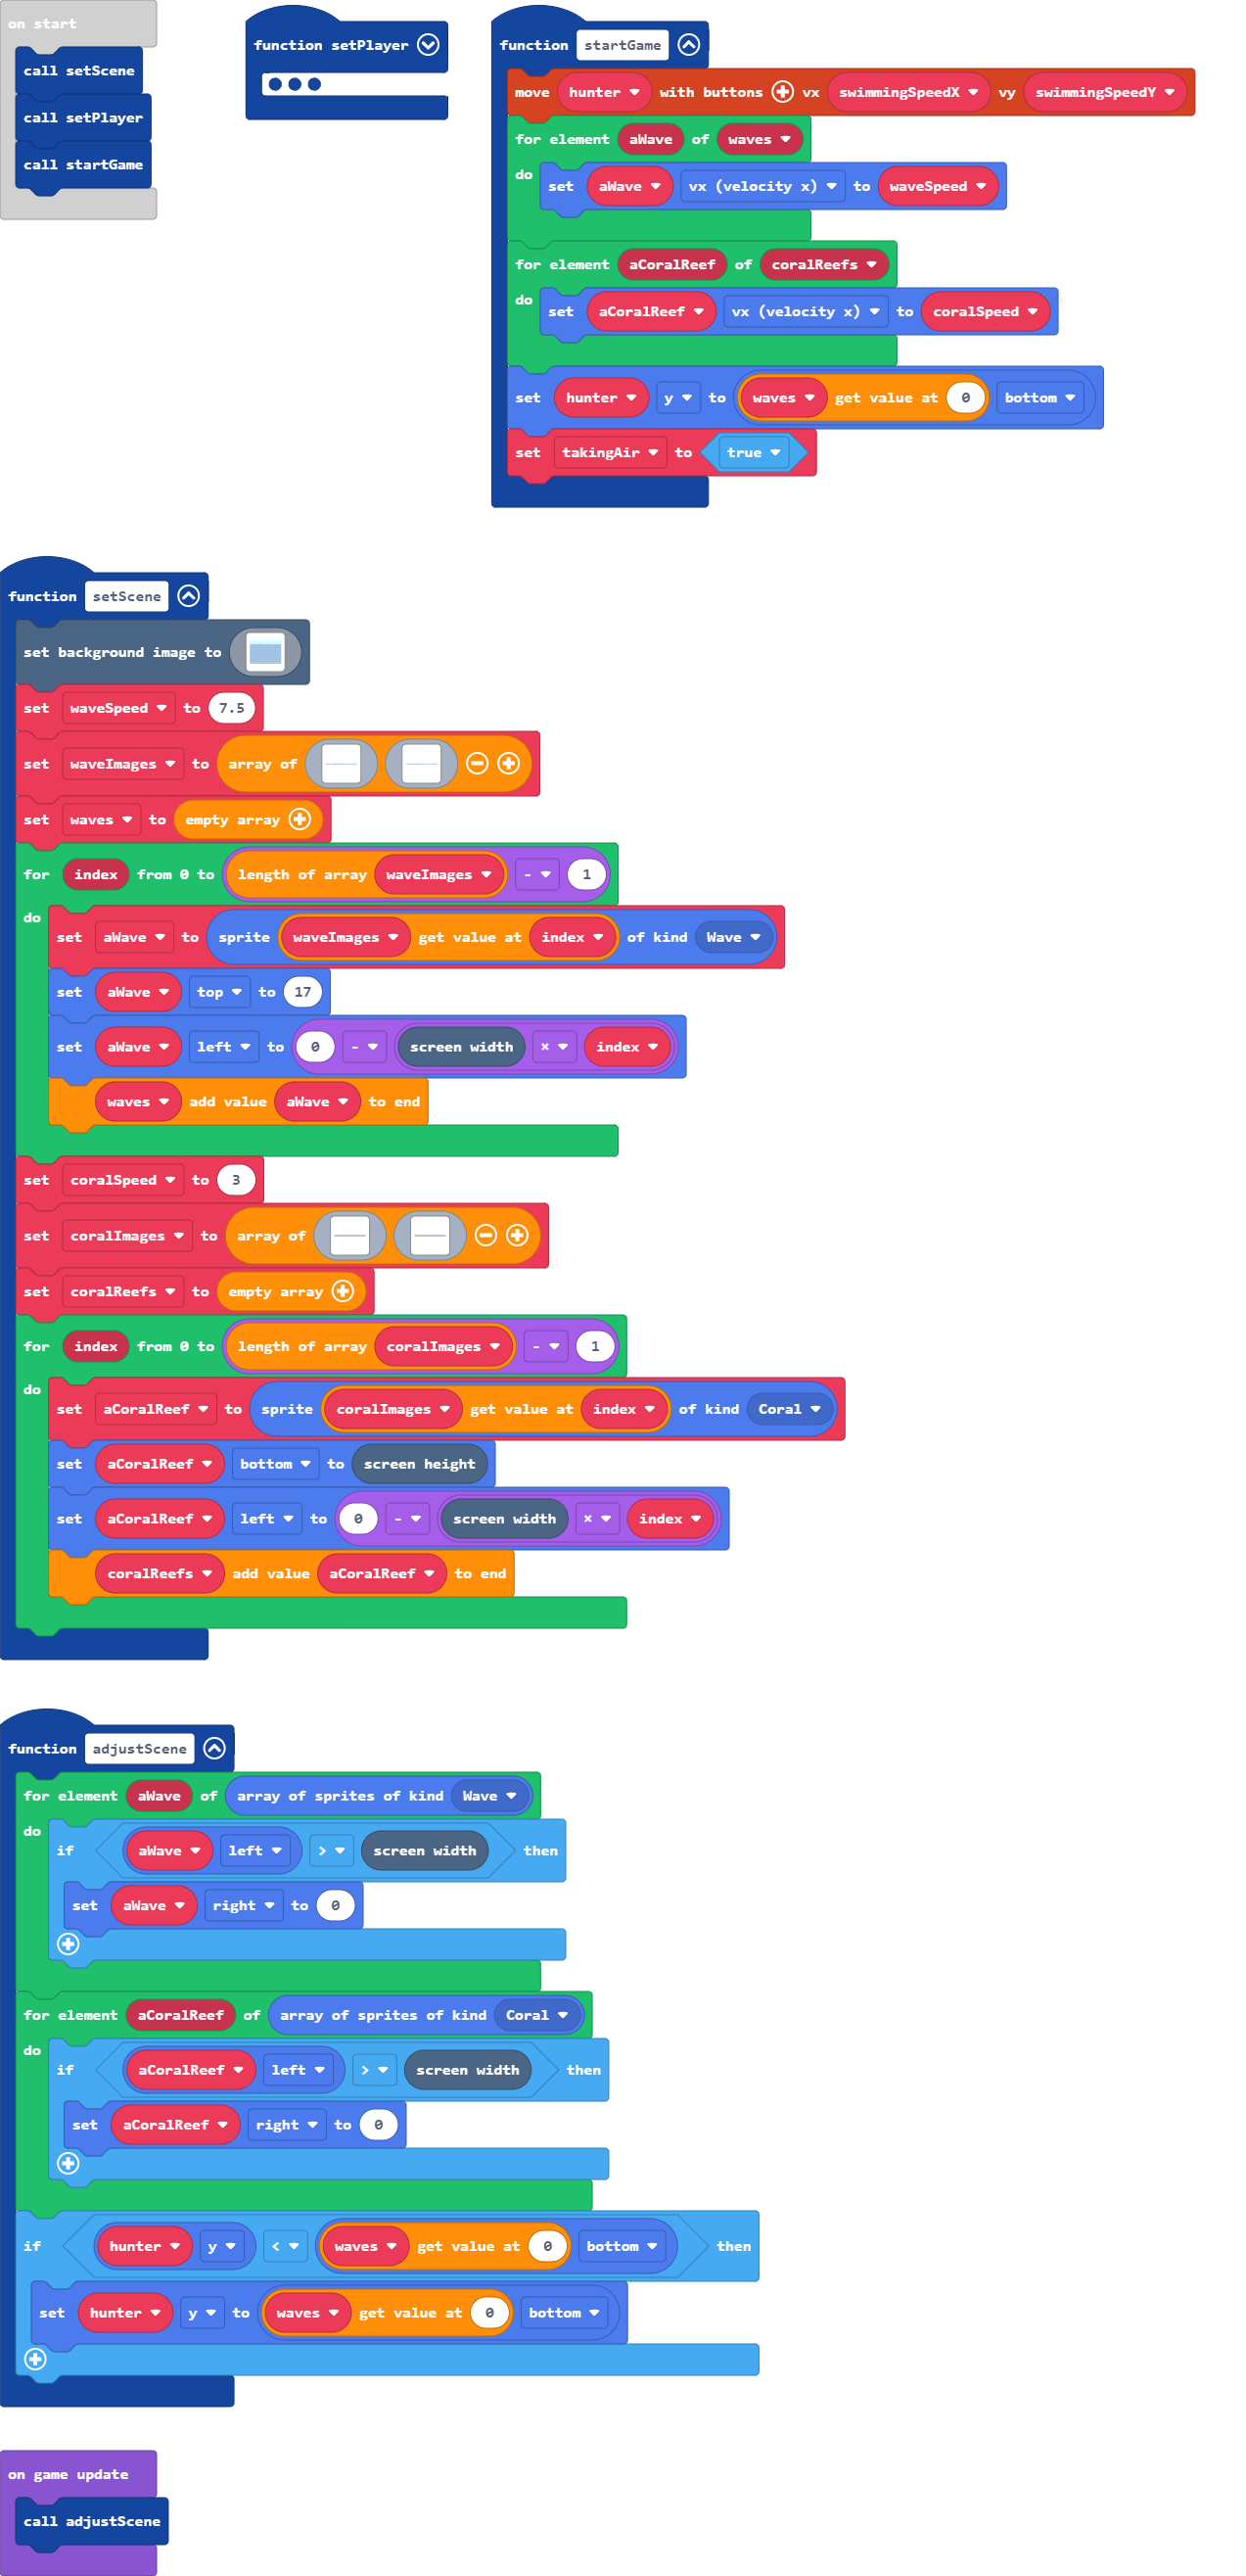 on start
call setScene
call setPlayer
call startGame
function setPlayer
function startGame
move hunter with buttons vx swimmingSpeedX vy swimmingSpeedY
for element aWave of waves
do
set aWave vx (velocity x) to waveSpeed
for element aCoralReef of coralReefs
do
set aCoralReef vx (velocity x) to coralSpeed
set hunter y to waves get value at 0 bottom
set takingAir to true
function setScene
set background image to
set waveSpeed to 7.5
set waveImages to array of
set waves to empty array
for index from 0 to length of array waveImages - 1
do
set aWave to sprite waveImages get value at index of kind Wave
set aWave top to 17
set aWave left to 0 - screen width × index
waves add value aWave to end
set coralSpeed to 3
set coralImages to array of
set coralReefs to empty array
for index from 0 to length of array coralImages - 1
do
set aCoralReef to sprite coralImages get value at index of kind Coral
set aCoralReef bottom to screen height
set aCoralReef left to 0 - screen width × index
coralReefs add value aCoralReef to end
function adjustScene
for element aWave of array of sprites of kind Wave
do
if aWave left > screen width then
set aWave right to 0
for element aCoralReef of array of sprites of kind Coral
do
if aCoralReef left > screen width then
set aCoralReef right to 0
if hunter y < waves get value at 0 bottom then
set hunter y to waves get value at 0 bottom
on game update
call adjustScene